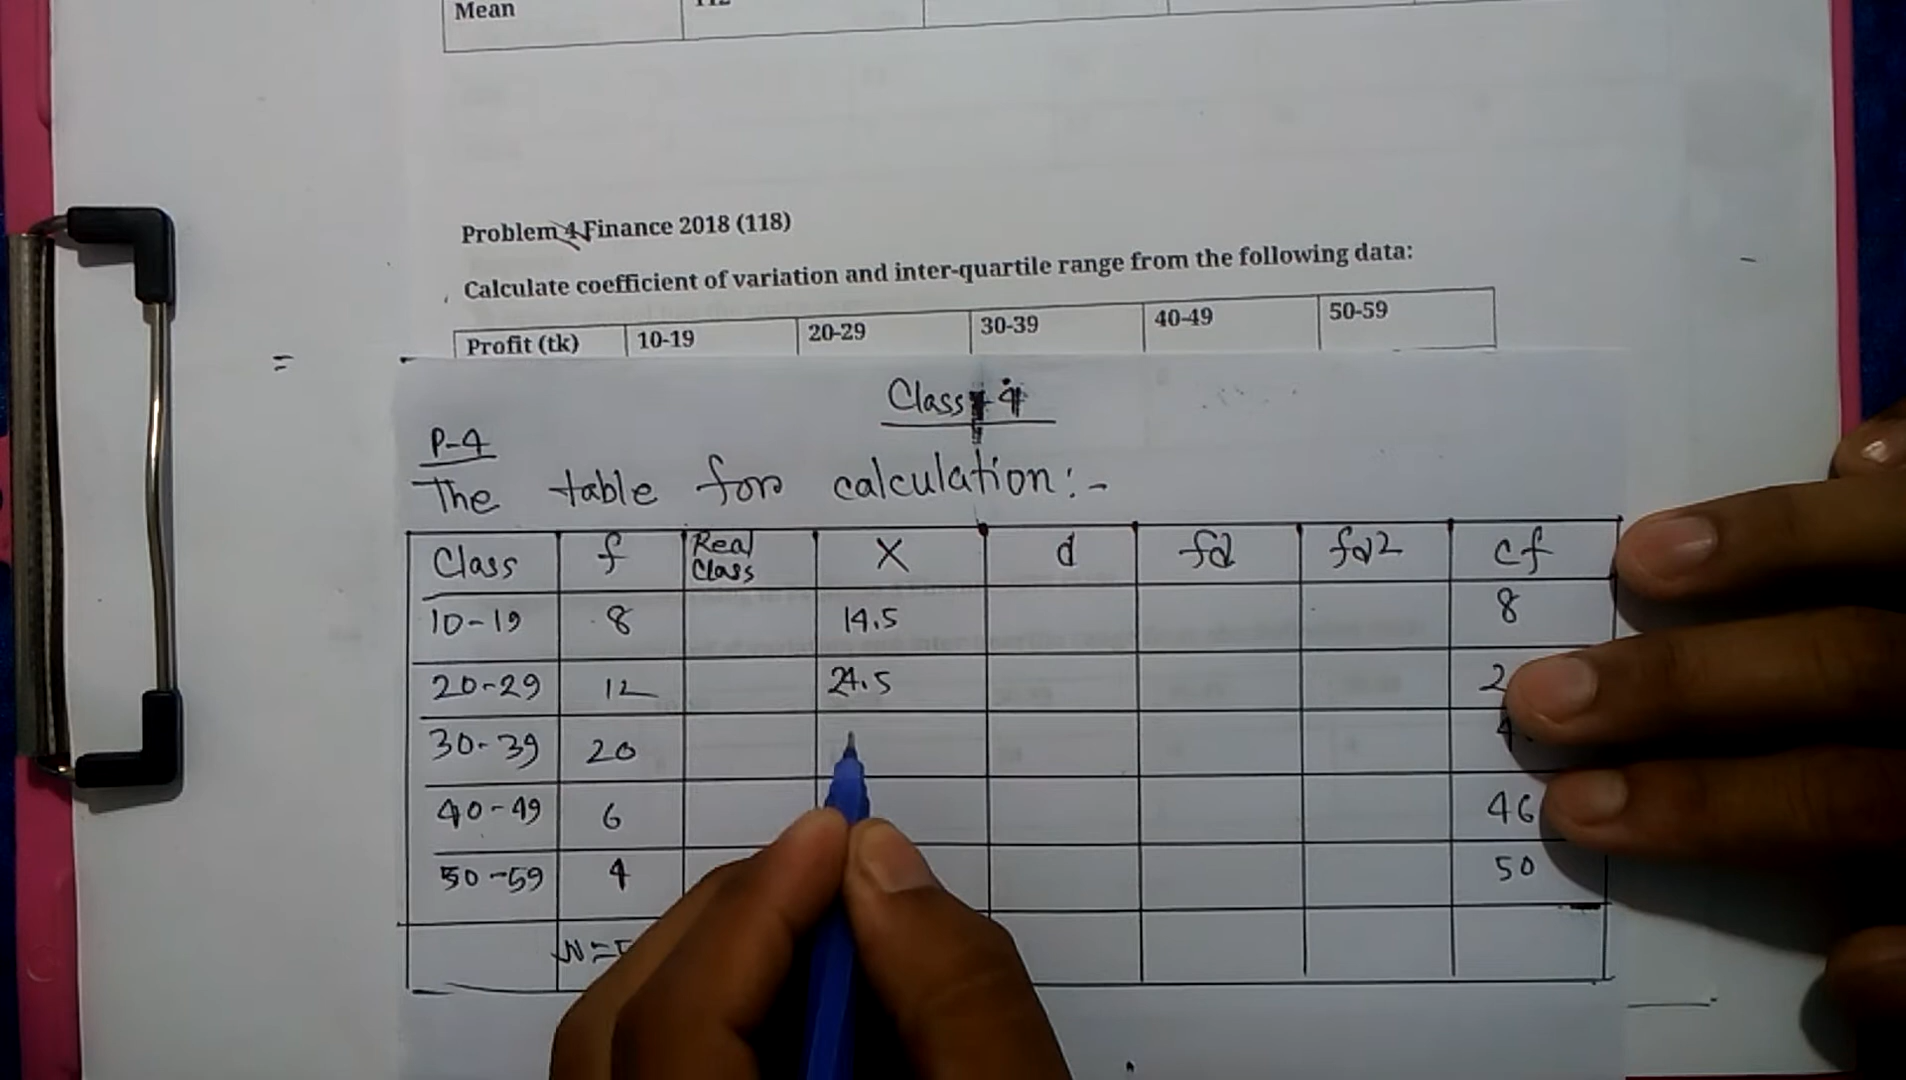 Mean
Problem 4 Finance 2018 (118)
Calculate coefficient of variation and inter-quartile range from the following data:
Profit (tk) 10-19 20-29 30-39 40-49 50-59
=
Class-4
P-4
The table for calculation:-
Class f Real Class X d fd fd2 cf
10-19 8 14.5 8
20-29 12 24.5 2
30-39 20 4
40-49 6 46
50-59 4 50
N=5